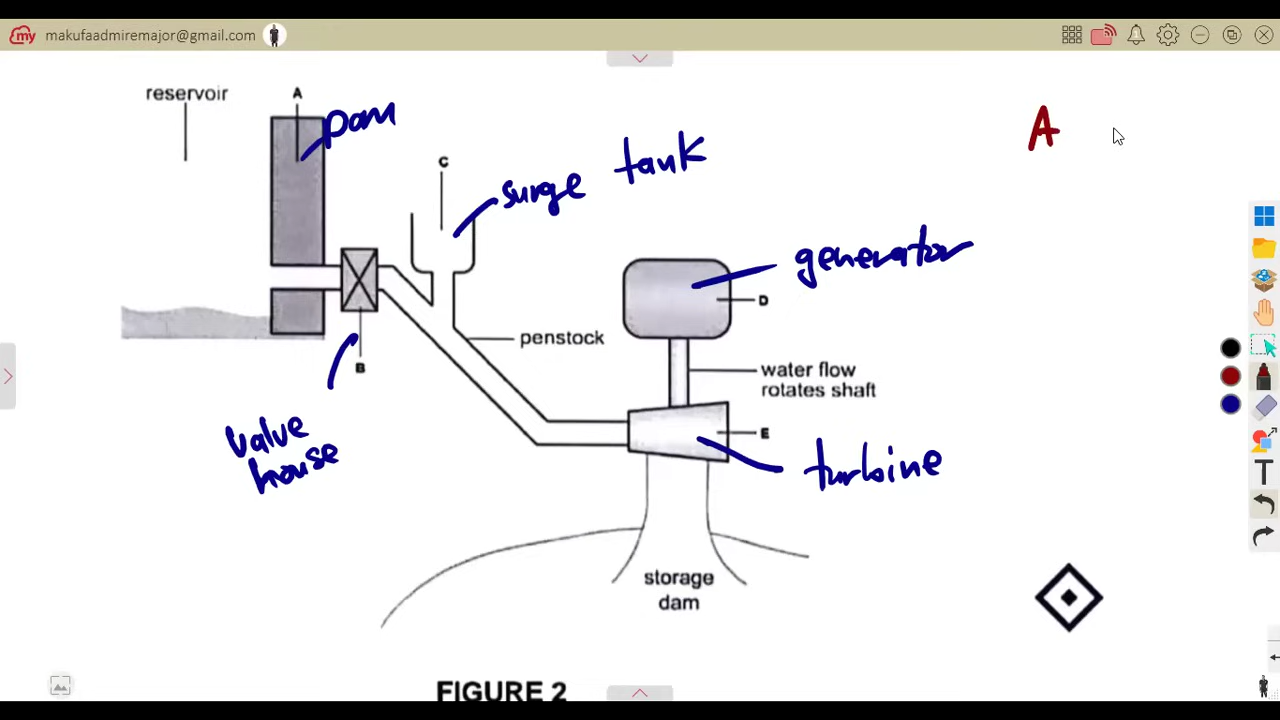 my makufaadmiremajor@gmail.com
reservoir
A
Dam
A
C
surge tank
generator
D
penstock
B
water flow
rotates shaft
valve
house
E
turbine
storage
dam
FIGURE 2
T